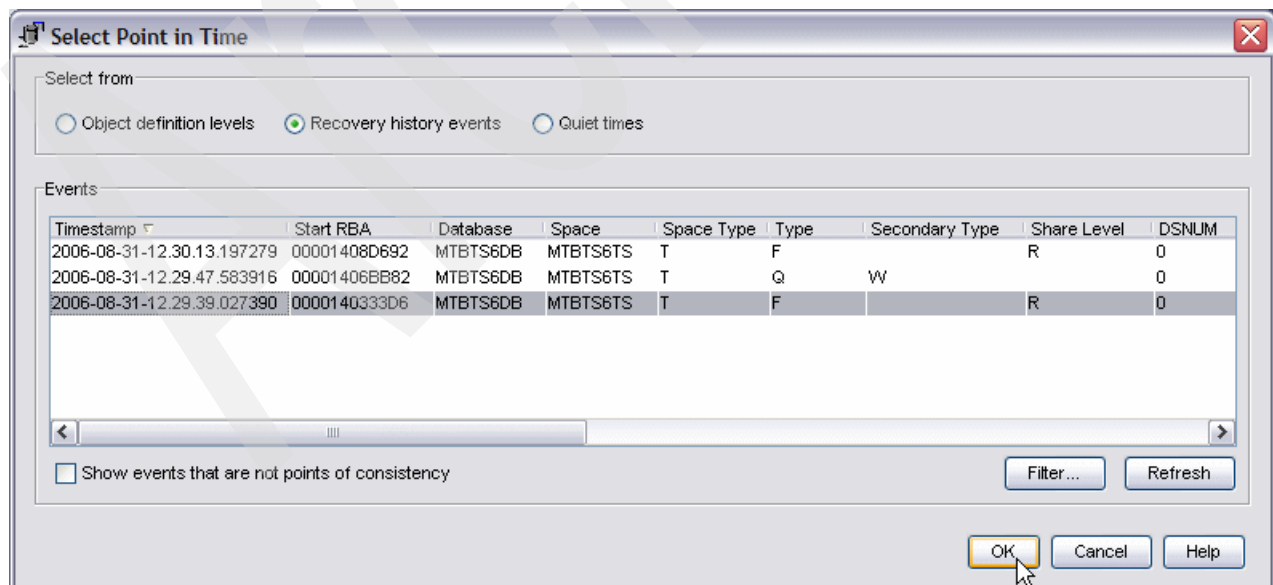 Select Point in Time
Select from
Object definition levels Recovery history events Quiet times
Events
Timestamp Start RBA Database Space Space Type Type Secondary Type Share Level DSNUM
2006-08-31-12.30.13.197279 00001408D692 MTBTS6DB MTBTS6TS T F R 0
2006-08-31-12.29.47.583916 00001406BB82 MTBTS6DB MTBTS6TS T Q W 0
2006-08-31-12.29.39.027390 0000140333D6 MTBTS6DB MTBTS6TS T F R 0
Show events that are not points of consistency Filter... Refresh
OK Cancel Help